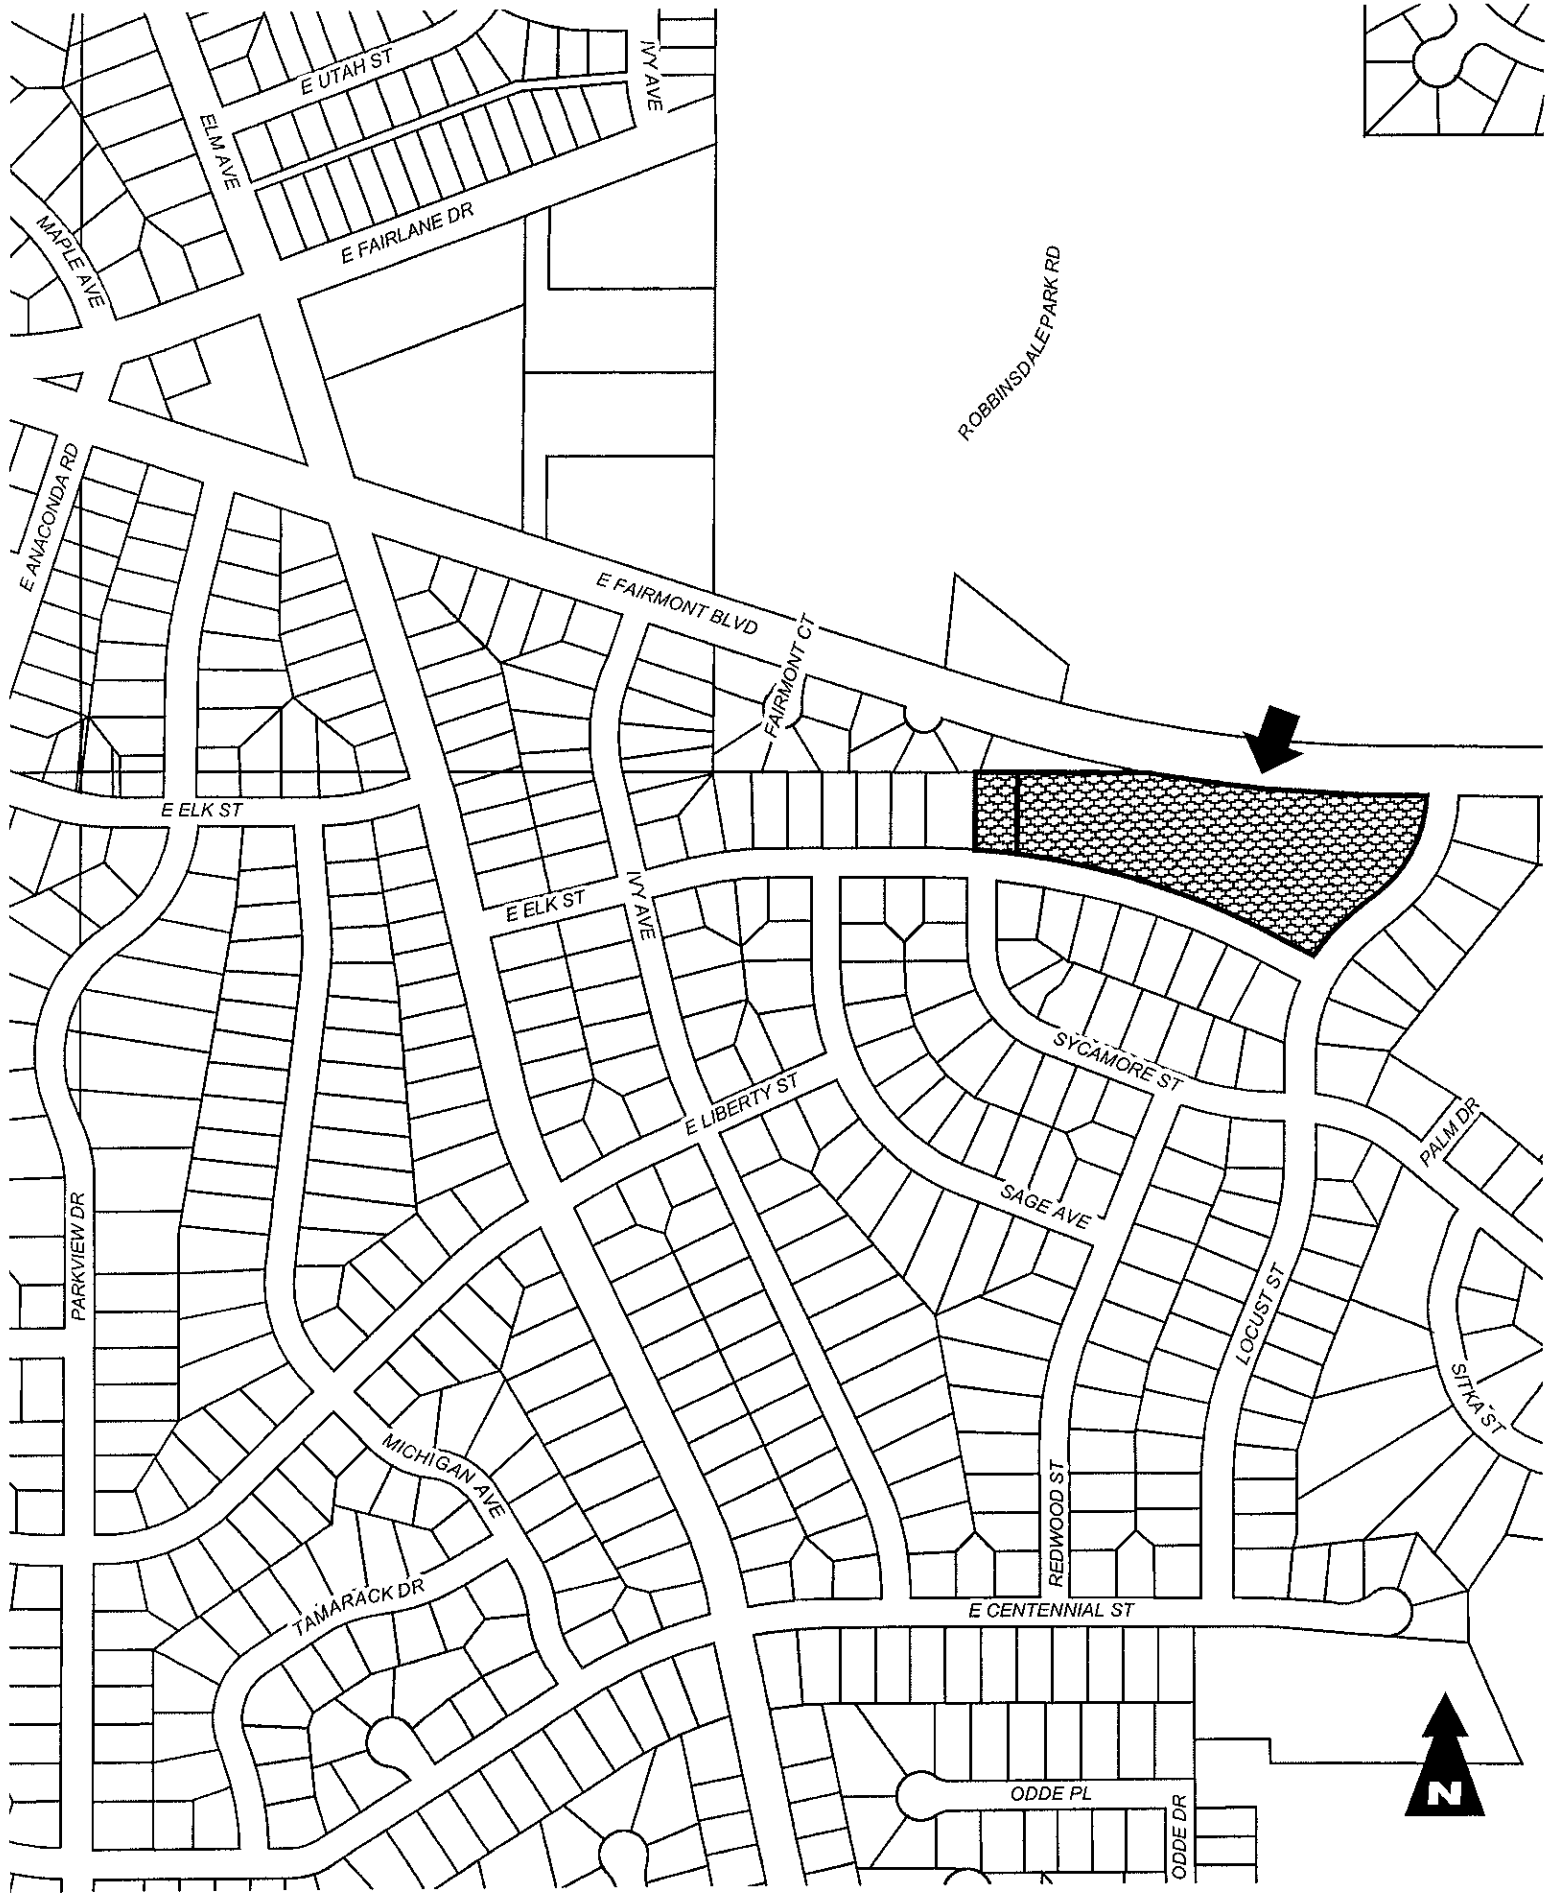 E UTAH ST
IVY AVE
ELM AVE
MAPLE AVE
E FAIRLANE DR
ROBBINSDALE PARK RD
E ANACONDA RD
E FAIRMONT BLVD
FAIRMONT CT
E ELK ST
E ELK ST
IVY AVE
SYCAMORE ST
E LIBERTY ST
PALM DR
SAGE AVE
PARKVIEW DR
LOCUST ST
SITKA ST
MICHIGAN AVE
REDWOOD ST
TAMARACK DR
E CENTENNIAL ST
N
ODDE PL
ODDE DR